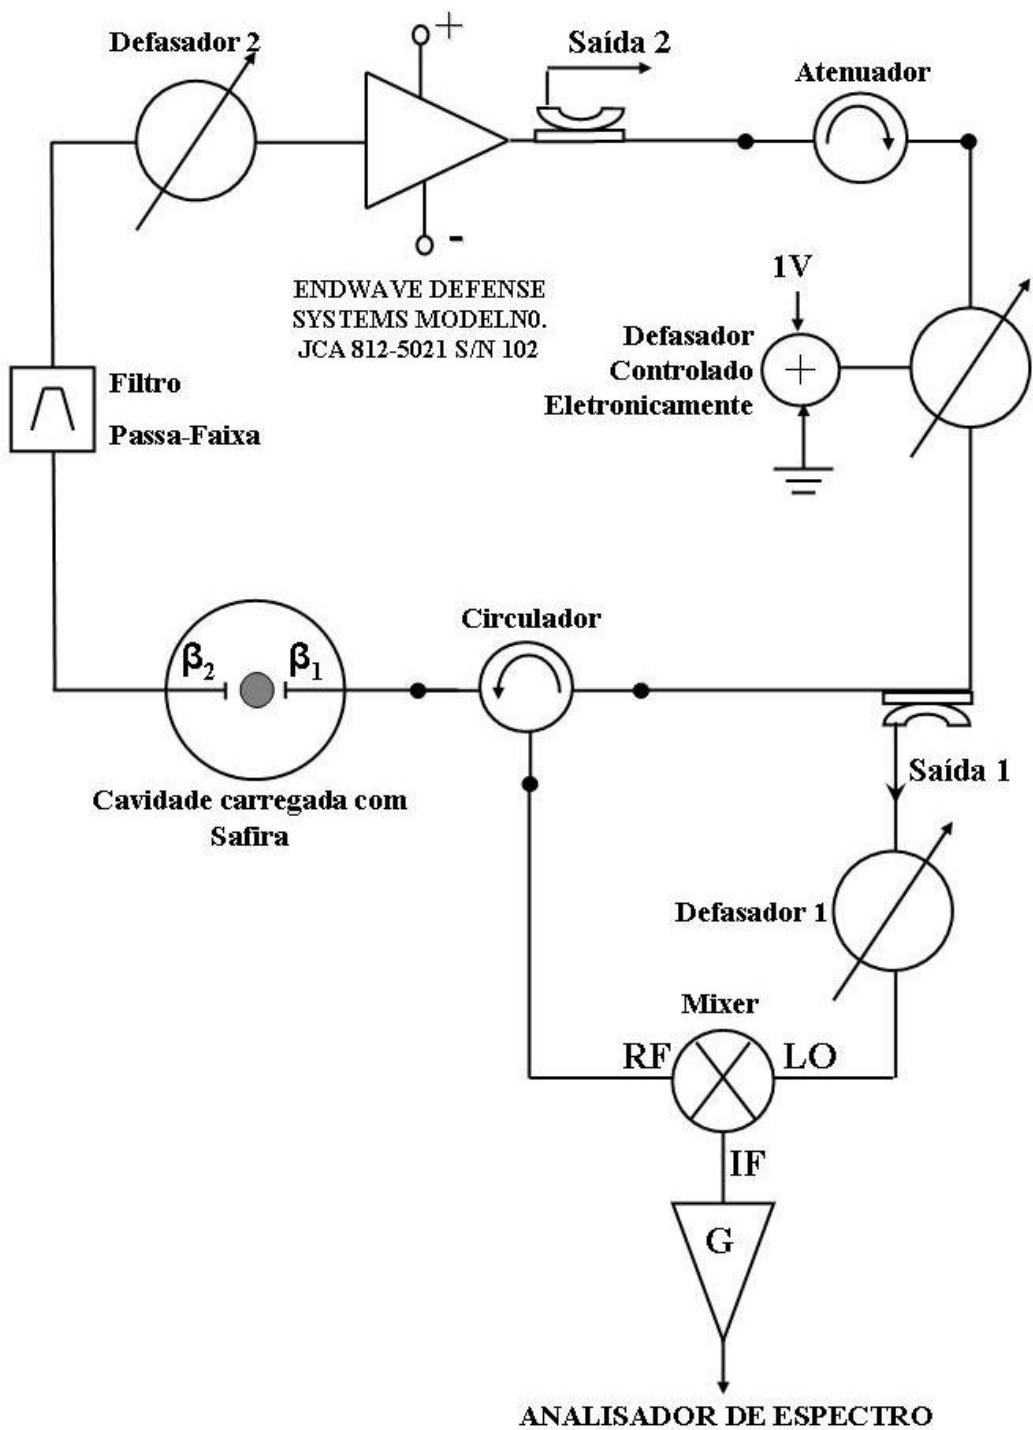 Defasador 2
+
Saída 2
Atenuador
-
ENDWAVE DEFENSE
SYSTEMS MODELN0.
JCA 812-5021 S/N 102
1V
Defasador
Controlado
Eletronicamente
+
Filtro
Passa-Faixa
Circulador
β2 β1
Cavidade carregada com
Safira
Saída 1
Defasador 1
Mixer
RF LO
IF
G
ANALISADOR DE ESPECTRO